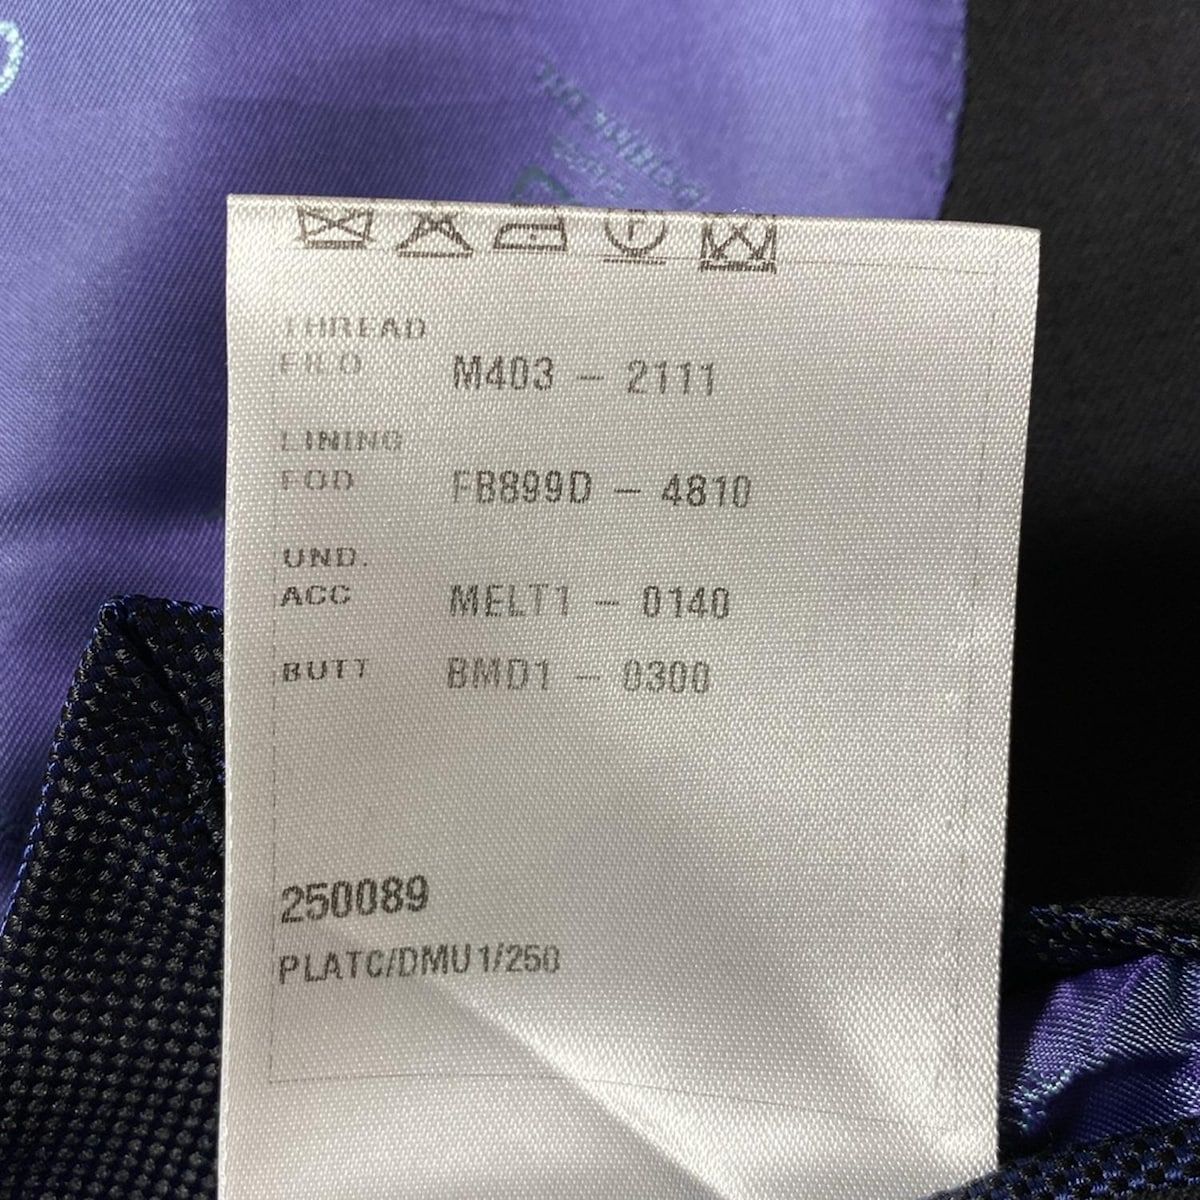 THREAD
FILO M403 – 2111
LINING
FOD FB899D – 4810
UND.
ACC MELT1 – 0140
BUTT BMD1 – 0300
250089
PLATC/DMU1/250